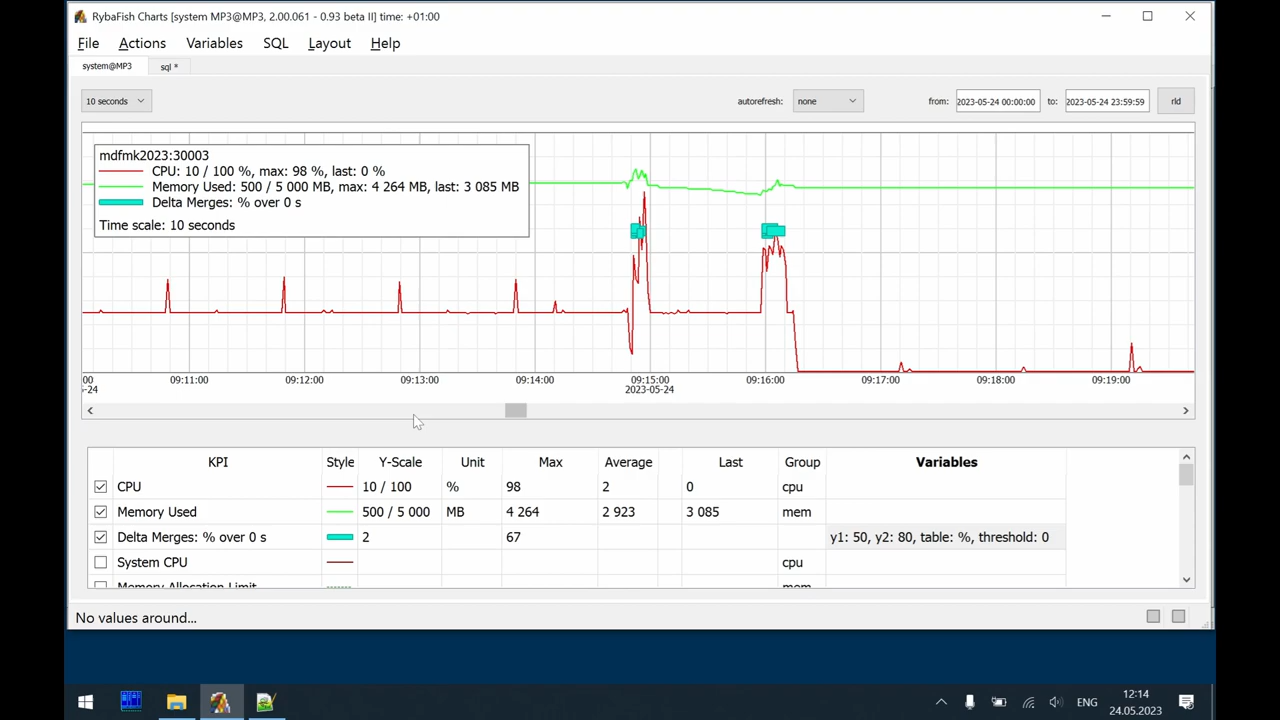 RybaFish Charts [system MP3@MP3, 2.00.061 - 0.93 beta II] time: +01:00
File Actions Variables SQL Layout Help
system@MP3 sql *
10 seconds autorefresh: none from: 2023-05-24 00:00:00 to: 2023-05-24 23:59:59 rld
mdfmk2023:30003
CPU: 10 / 100 %, max: 98 %, last: 0 %
Memory Used: 500 / 5 000 MB, max: 4 264 MB, last: 3 085 MB
Delta Merges: % over 0 s
Time scale: 10 seconds
00 09:11:00 09:12:00 09:13:00 09:14:00 09:15:00 09:16:00 09:17:00 09:18:00 09:19:00
-24 2023-05-24
KPI Style Y-Scale Unit Max Average Last Group Variables
CPU 10 / 100 % 98 2 0 cpu
Memory Used 500 / 5 000 MB 4 264 2 923 3 085 mem
Delta Merges: % over 0 s 2 67 y1: 50, y2: 80, table: %, threshold: 0
System CPU cpu
Memory Allocation Limit mem
No values around...
ENG 12:14
24.05.2023